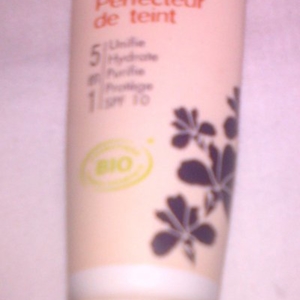 Perfecteur
de teint
5 en 1
Unifie
Hydrate
Purifie
Protège
SPF 10
BIO